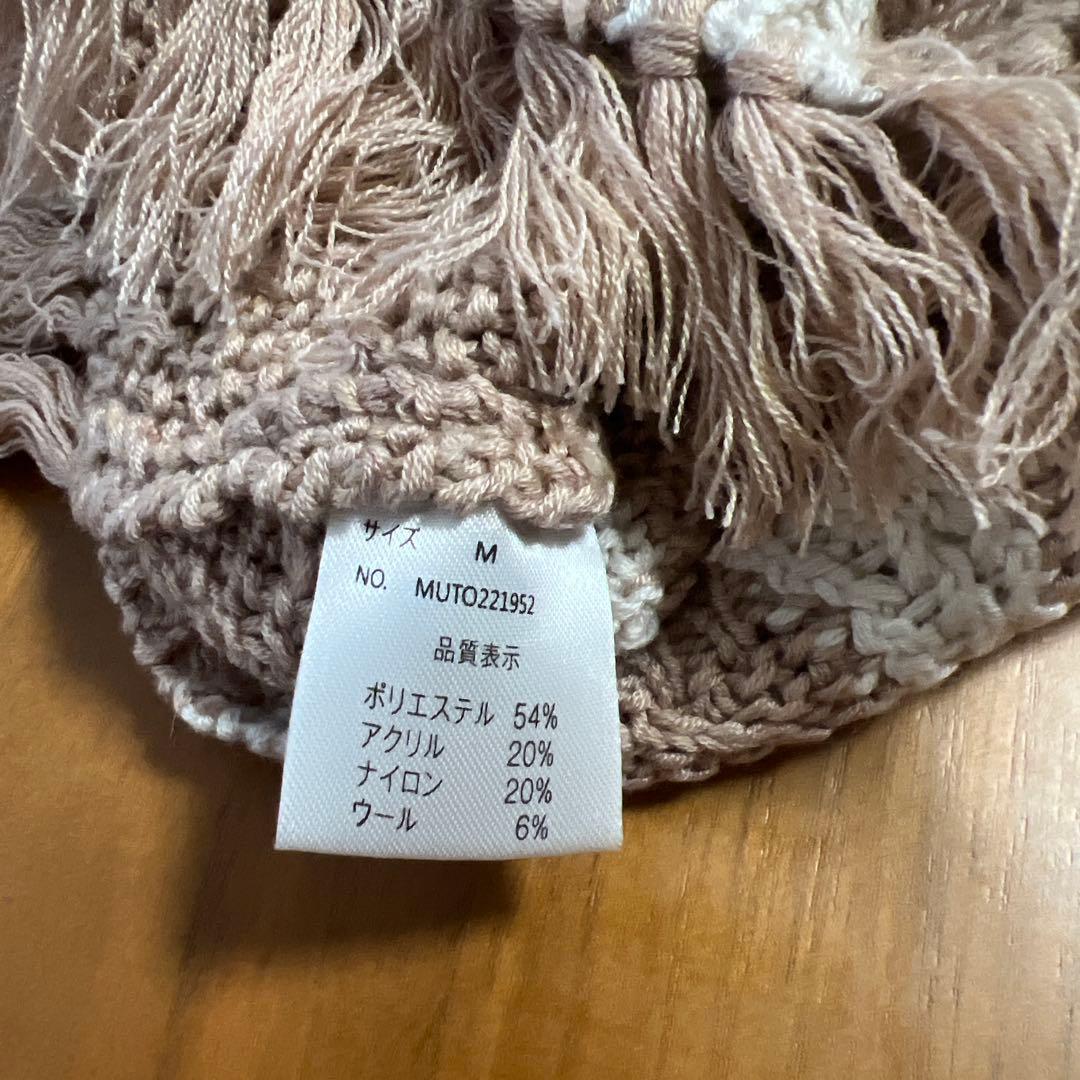 サイズ M
NO. MUTO221952
品質表示
ポリエステル 54%
アクリル 20%
ナイロン 20%
ウール 6%